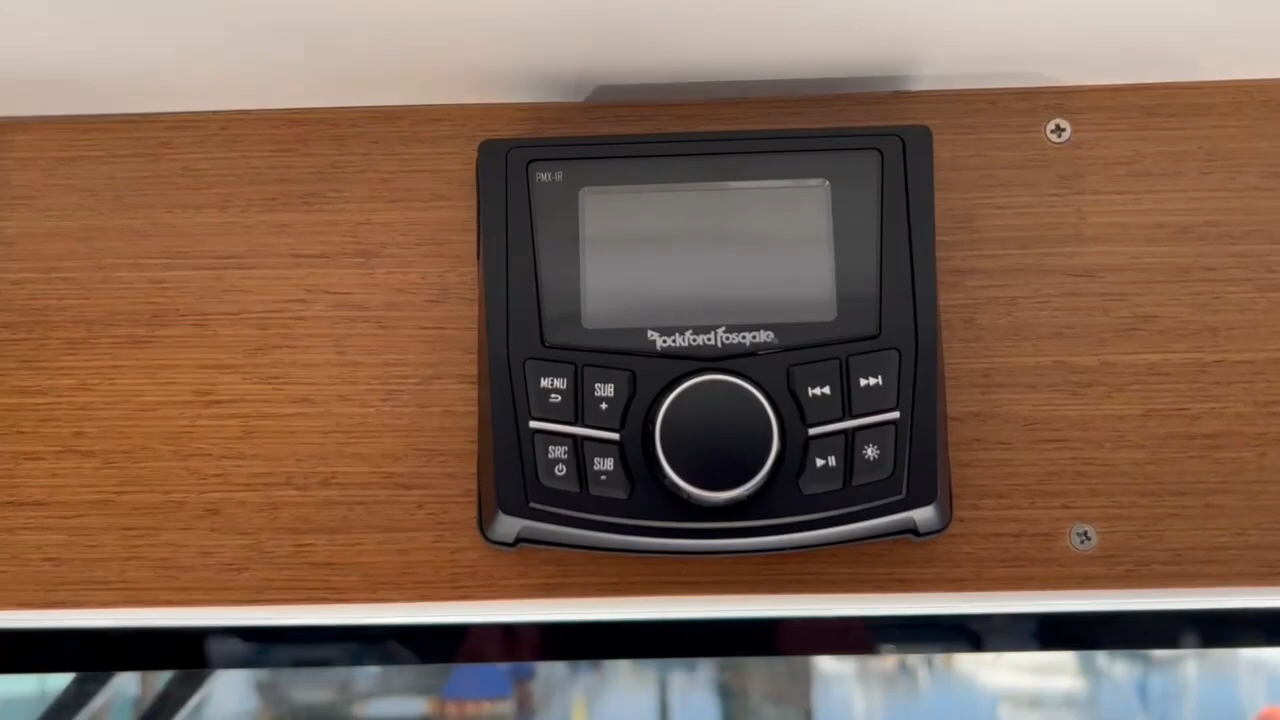 PMX-1R
Rockford Fosgate
MENU
SUB
+
SRC
SUB
-